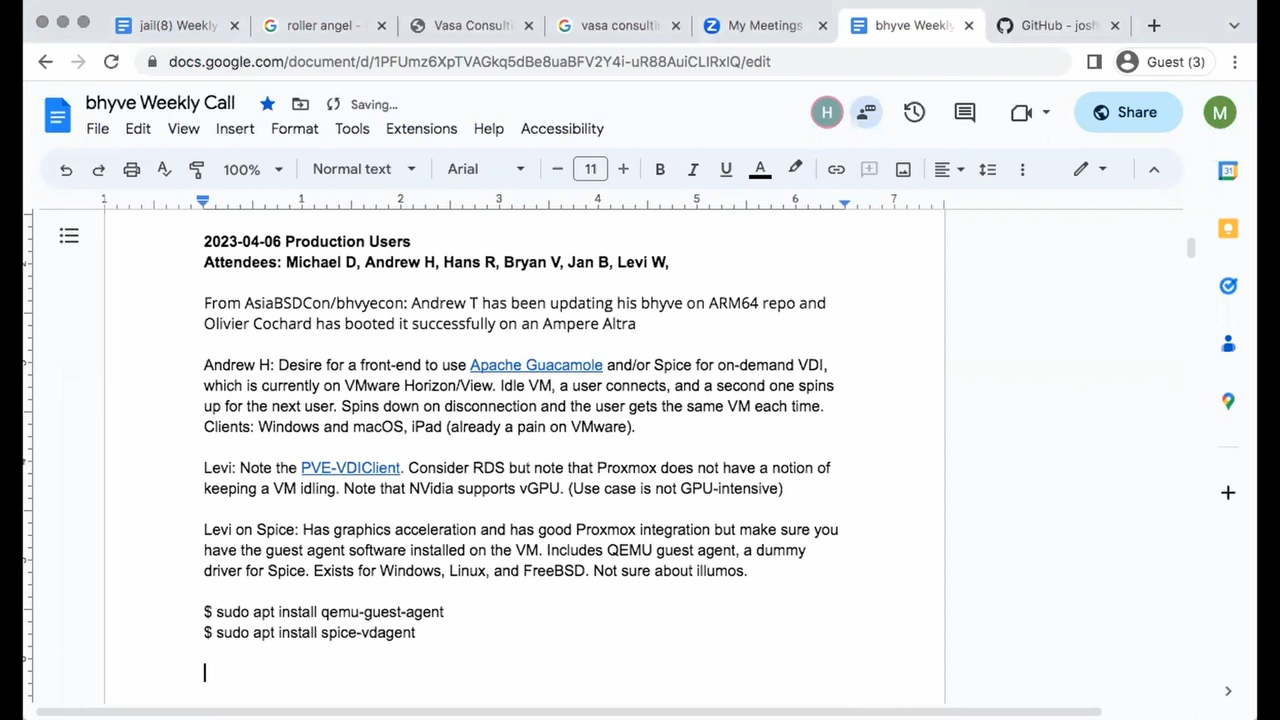 jail(8) Weekly
roller angel -
Vasa Consulti
vasa consulti
My Meetings
bhyve Weekly
GitHub - josh
docs.google.com/document/d/1PFUmz6XpTVAGkq5dBe8uaBFV2Y4i-uR88AuiCLIRxIQ/edit
Guest (3)
bhyve Weekly Call
Saving...
File Edit View Insert Format Tools Extensions Help Accessibility
H
Share
M
100%
Normal text
Arial
11
B I U A
31
1 1 2 3 4 5 6 7
2023-04-06 Production Users
Attendees: Michael D, Andrew H, Hans R, Bryan V, Jan B, Levi W,
From AsiaBSDCon/bhvyecon: Andrew T has been updating his bhyve on ARM64 repo and
Olivier Cochard has booted it successfully on an Ampere Altra
Andrew H: Desire for a front-end to use Apache Guacamole and/or Spice for on-demand VDI,
which is currently on VMware Horizon/View. Idle VM, a user connects, and a second one spins
up for the next user. Spins down on disconnection and the user gets the same VM each time.
Clients: Windows and macOS, iPad (already a pain on VMware).
Levi: Note the PVE-VDIClient. Consider RDS but note that Proxmox does not have a notion of
keeping a VM idling. Note that NVidia supports vGPU. (Use case is not GPU-intensive)
Levi on Spice: Has graphics acceleration and has good Proxmox integration but make sure you
have the guest agent software installed on the VM. Includes QEMU guest agent, a dummy
driver for Spice. Exists for Windows, Linux, and FreeBSD. Not sure about illumos.
$ sudo apt install qemu-guest-agent
$ sudo apt install spice-vdagent